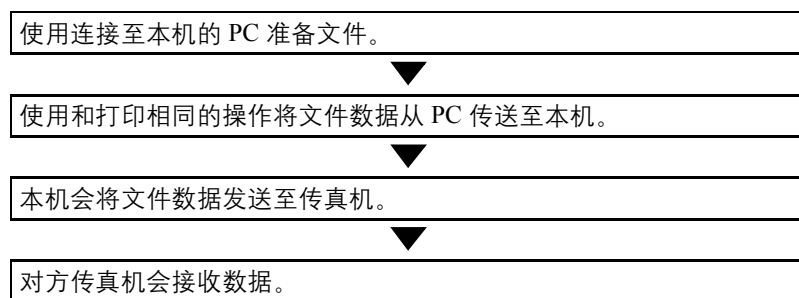 使用连接至本机的 PC 准备文件。
使用和打印相同的操作将文件数据从 PC 传送至本机。
本机会将文件数据发送至传真机。
对方传真机会接收数据。